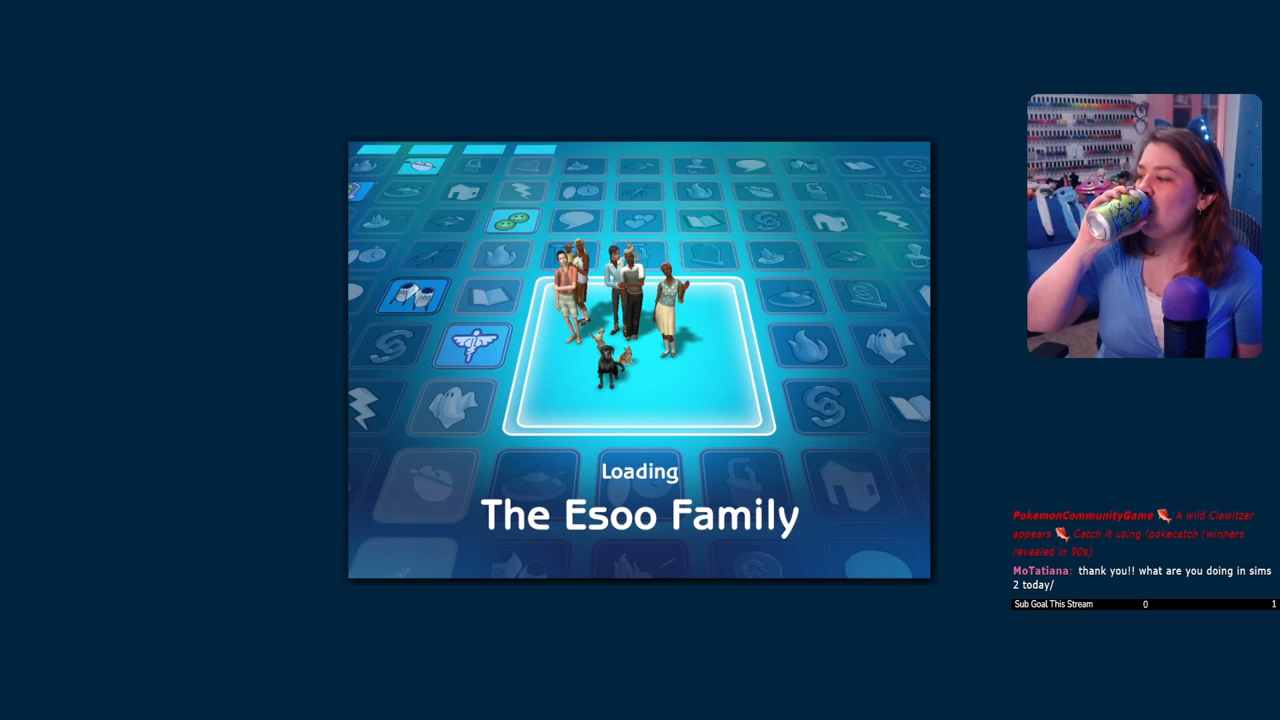 Loading
The Esoo Family
PokemonCommunityGame A wild Clawitzer
appears Catch it using !pokecatch (winners
revealed in 90s)
MoTatiana: thank you!! what are you doing in sims
2 today/
Sub Goal This Stream 0 1